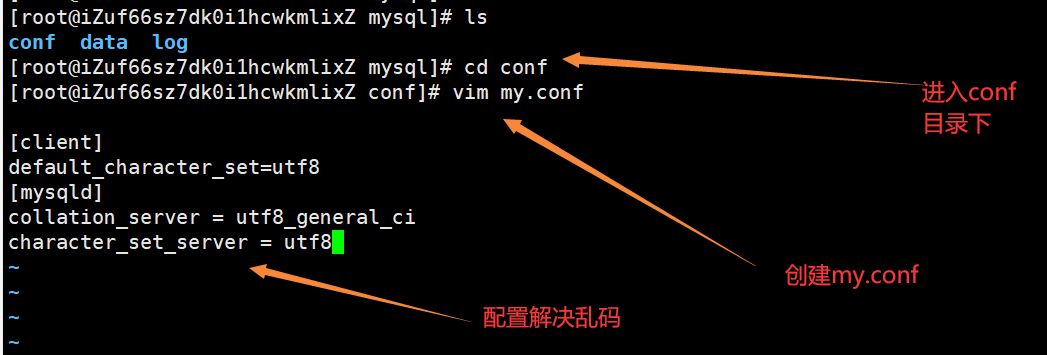 [root@iZuf66sz7dk0i1hcwkmlixZ mysql]# ls
conf  data  log
[root@iZuf66sz7dk0i1hcwkmlixZ mysql]# cd conf
[root@iZuf66sz7dk0i1hcwkmlixZ conf]# vim my.conf
进入conf
目录下
[client]
default_character_set=utf8
[mysqld]
collation_server = utf8_general_ci
character_set_server = utf8
~
~
~
~
创建my.conf
配置解决乱码